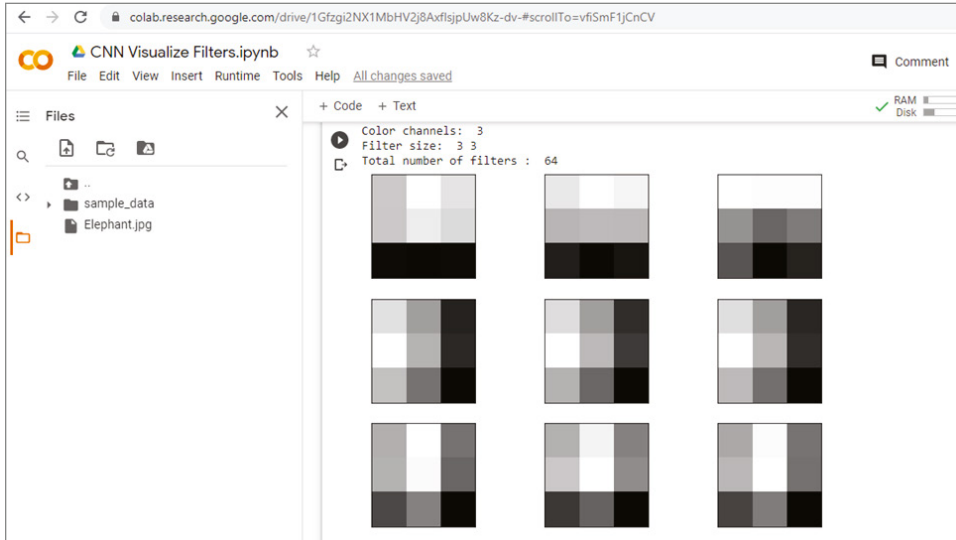 colab.research.google.com/drive/1Gfzgi2NX1MbHV2j8AxflsjpUw8Kz-dv-#scrollTo=vfiSmF1jCnCV
CO
CNN Visualize Filters.ipynb
File Edit View Insert Runtime Tools Help All changes saved
Comment
Files
+ Code + Text
RAM
Disk
..
sample_data
Elephant.jpg
Color channels: 3
Filter size: 3 3
Total number of filters : 64